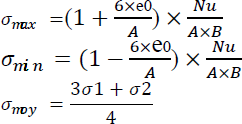 σmax =(1 + 6×e0/A) × Nu/A×B
σmin = (1 − 6×e0/A) × Nu/A×B
σmoy = 3σ1 + σ2/4